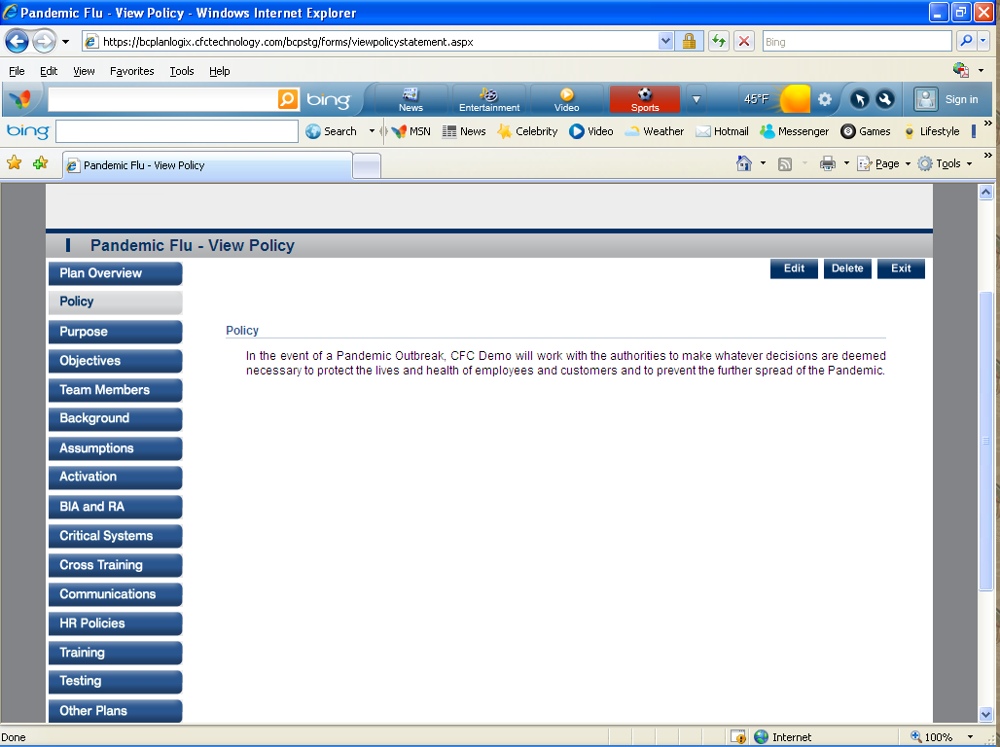 Pandemic Flu - View Policy - Windows Internet Explorer
https://bcplanlogix.cfctechnology.com/bcpstg/forms/viewpolicystatement.aspx
Bing
File Edit View Favorites Tools Help
bing News Entertainment Video Sports 45°F Sign in
bing Search MSN News Celebrity Video Weather Hotmail Messenger Games Lifestyle
Pandemic Flu - View Policy
Page Tools
Pandemic Flu - View Policy
Edit Delete Exit
Plan Overview
Policy
Purpose
Objectives
Team Members
Background
Assumptions
Activation
BIA and RA
Critical Systems
Cross Training
Communications
HR Policies
Training
Testing
Other Plans
Policy
In the event of a Pandemic Outbreak, CFC Demo will work with the authorities to make whatever decisions are deemed
necessary to protect the lives and health of employees and customers and to prevent the further spread of the Pandemic.
Done
Internet
100%